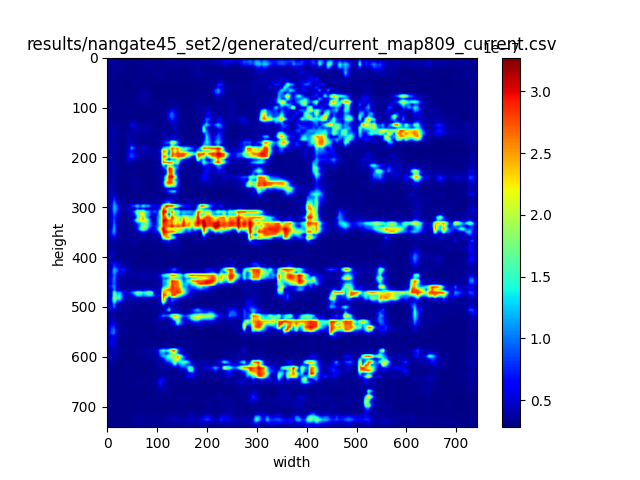 results/nangate45_set2/generated/current_map809_current.csv
1e−7
0
100
200
300
400
500
600
700
height
0 100 200 300 400 500 600 700
width
3.0
2.5
2.0
1.5
1.0
0.5